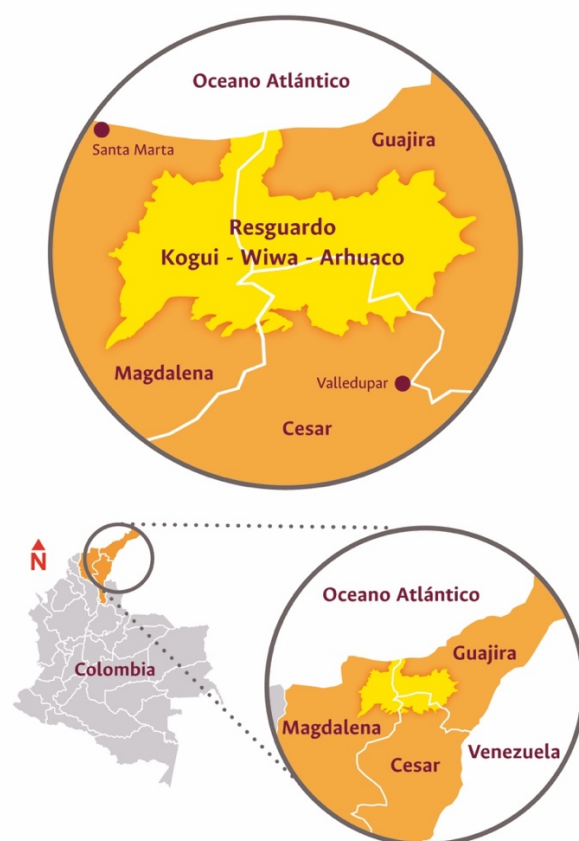 Oceano Atlántico
Santa Marta
Guajira
Resguardo
Kogui - Wiwa - Arhuaco
Magdalena
Valledupar
Cesar
N
Colombia
Oceano Atlántico
Guajira
Magdalena
Venezuela
Cesar